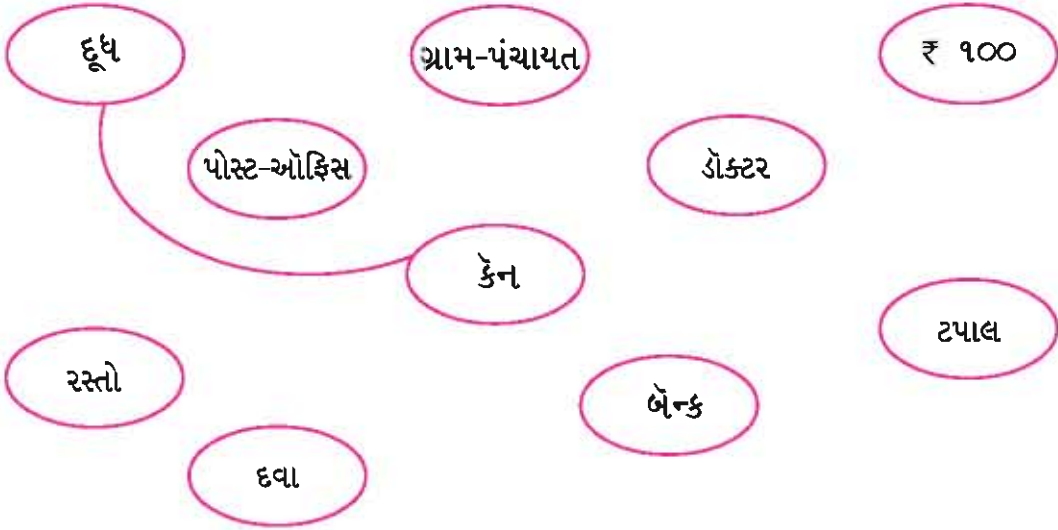 દૂધ
ગ્રામ-પંચાયત
₹ ૧૦૦
પોસ્ટ-ઑફિસ
ડૉક્ટર
કૅન
ટપાલ
રસ્તો
બૅન્ક
દવા